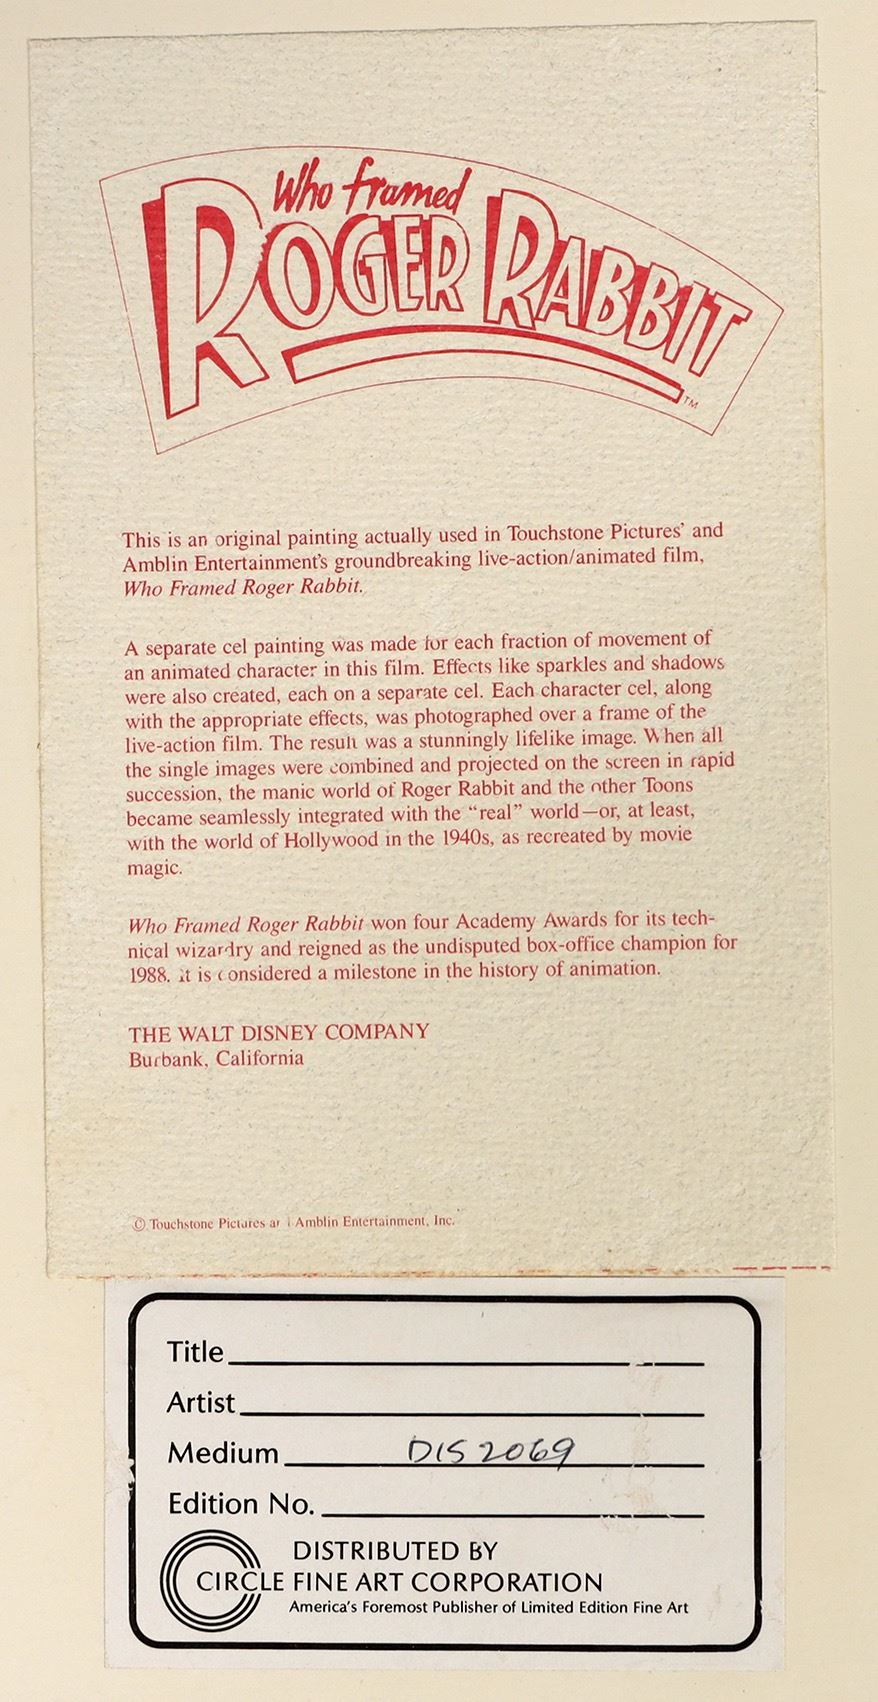 Who Framed
ROGER RABBIT
TM
This is an original painting actually used in Touchstone Pictures' and
Amblin Entertainment's groundbreaking live-action/animated film,
Who Framed Roger Rabbit.
A separate cel painting was made for each fraction of movement of
an animated character in this film. Effects like sparkles and shadows
were also created, each on a separate cel. Each character cel, along
with the appropriate effects, was photographed over a frame of the
live-action film. The result was a stunningly lifelike image. When all
the single images were combined and projected on the screen in rapid
succession, the manic world of Roger Rabbit and the other Toons
became seamlessly integrated with the "real" world—or, at least,
with the world of Hollywood in the 1940s, as recreated by movie
magic.
Who Framed Roger Rabbit won four Academy Awards for its tech-
nical wizardry and reigned as the undisputed box-office champion for
1988. It is considered a milestone in the history of animation.
THE WALT DISNEY COMPANY
Burbank, California
© Touchstone Pictures and Amblin Entertainment, Inc.
Title
Artist
Medium DIS 2069
Edition No.
DISTRIBUTED BY
CIRCLE FINE ART CORPORATION
America's Foremost Publisher of Limited Edition Fine Art